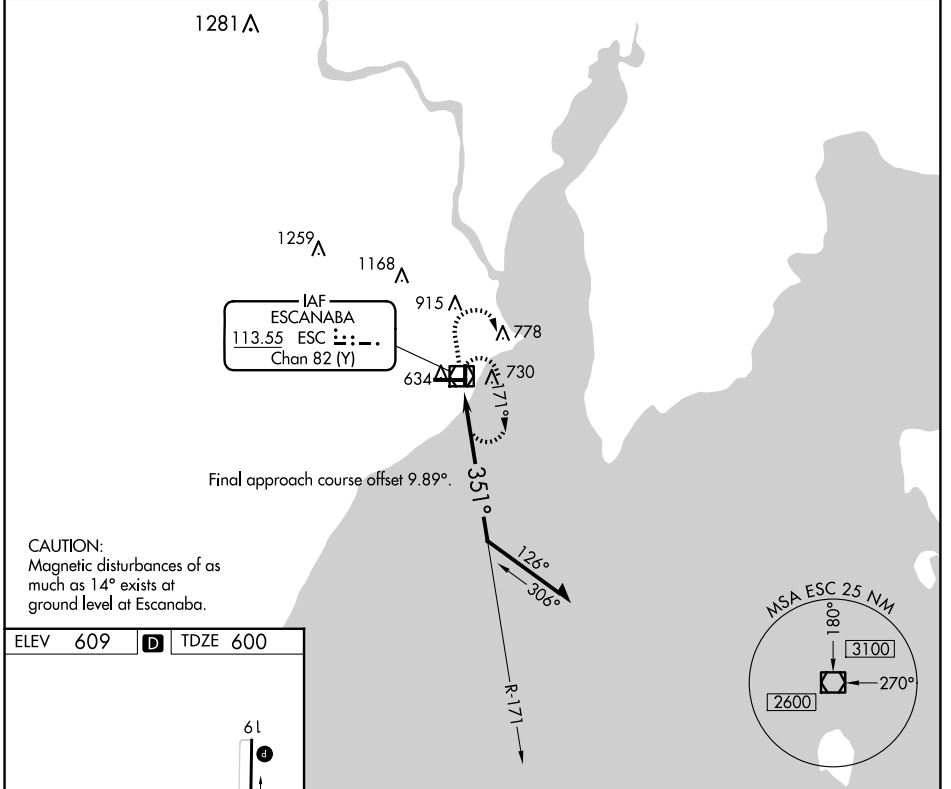 1281
1259
1168
915
778
IAF
ESCANABA
113.55 ESC
Chan 82 (Y)
634
730
171°
Final approach course offset 9.89°.
351°
126°
306°
CAUTION:
Magnetic disturbances of as
much as 14° exists at
ground level at Escanaba.
R-171
MSA ESC 25 NM
180°
3100
270°
2600
ELEV 609 D TDZE 600
19
P